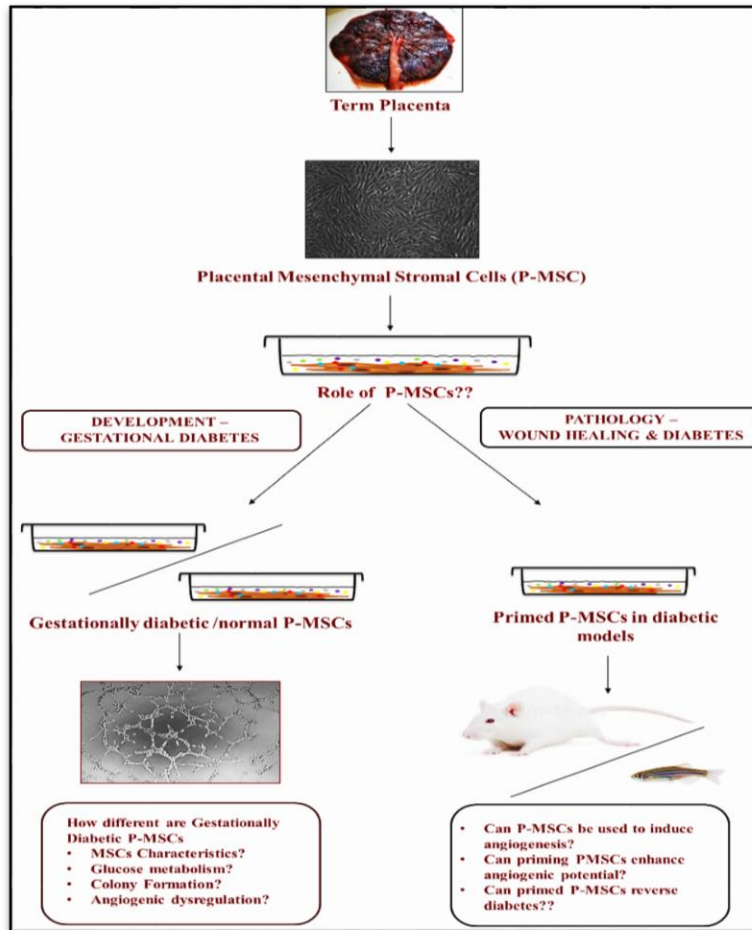 Term Placenta
Placental Mesenchymal Stromal Cells (P-MSC)
Role of P-MSCs??
DEVELOPMENT –
GESTATIONAL DIABETES
PATHOLOGY –
WOUND HEALING & DIABETES
Gestationally diabetic /normal P-MSCs
Primed P-MSCs in diabetic
models
How different are Gestationally
Diabetic P-MSCs
• MSCs Characteristics?
• Glucose metabolism?
• Colony Formation?
• Angiogenic dysregulation?
• Can P-MSCs be used to induce
angiogenesis?
• Can priming PMSCs enhance
angiogenic potential?
• Can primed P-MSCs reverse
diabetes??